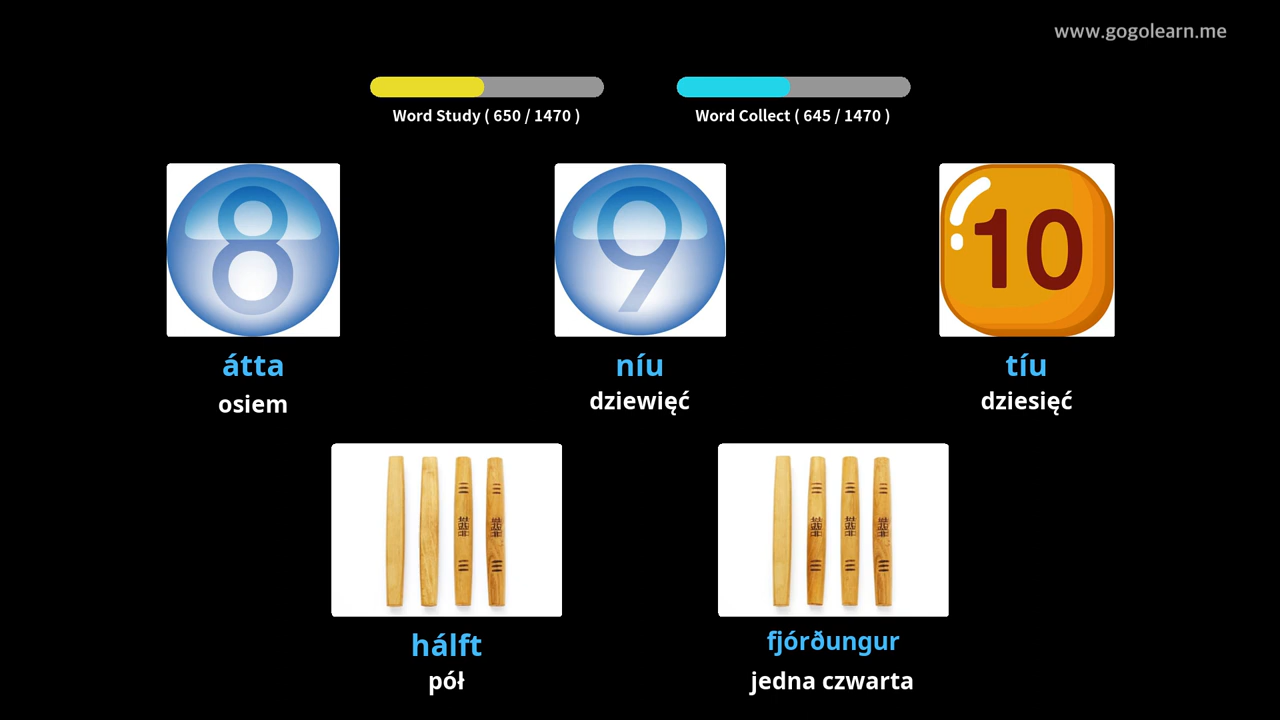 www.gogolearn.me
Word Study ( 650 / 1470 )
Word Collect ( 645 / 1470 )
8
9
10
átta
níu
tíu
osiem
dziewięć
dziesięć
hálft
fjórðungur
pół
jedna czwarta